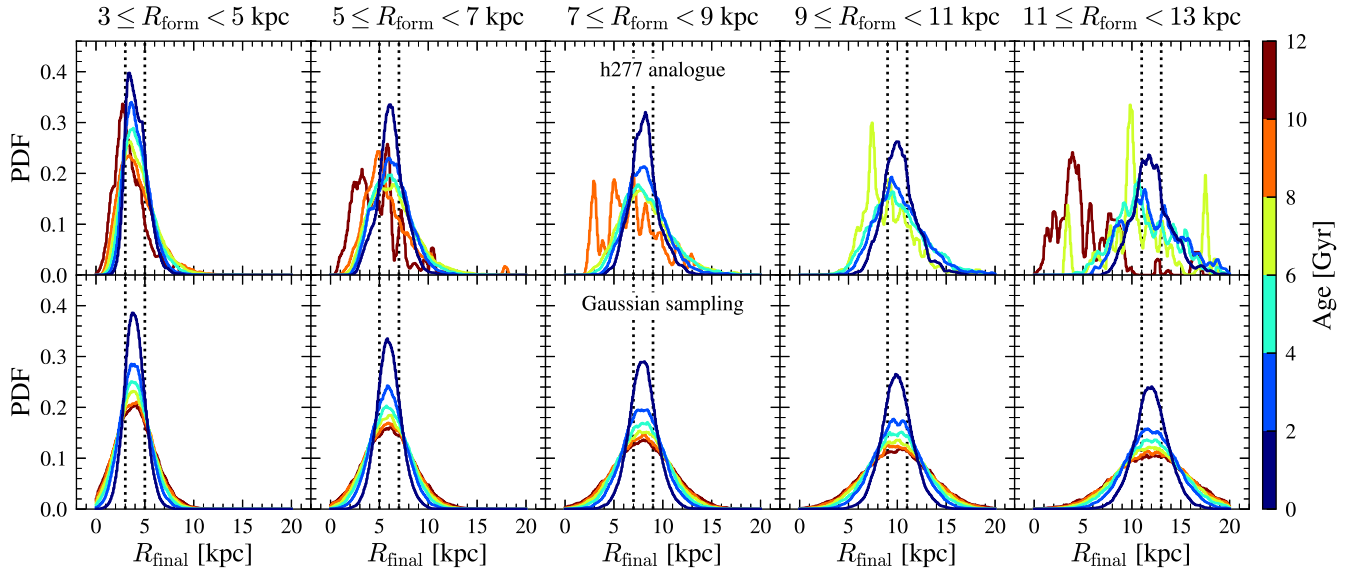 3 ≤ R_form < 5 kpc
5 ≤ R_form < 7 kpc
7 ≤ R_form < 9 kpc
9 ≤ R_form < 11 kpc
11 ≤ R_form < 13 kpc
h277 analogue
PDF
0.4
0.3
0.2
0.1
0.0
Gaussian sampling
PDF
0.4
0.3
0.2
0.1
0.0
0 5 10 15 20
0 5 10 15 20
0 5 10 15 20
0 5 10 15 20
0 5 10 15 20
R_final [kpc]
R_final [kpc]
R_final [kpc]
R_final [kpc]
R_final [kpc]
12
10
8
6
4
2
0
Age [Gyr]